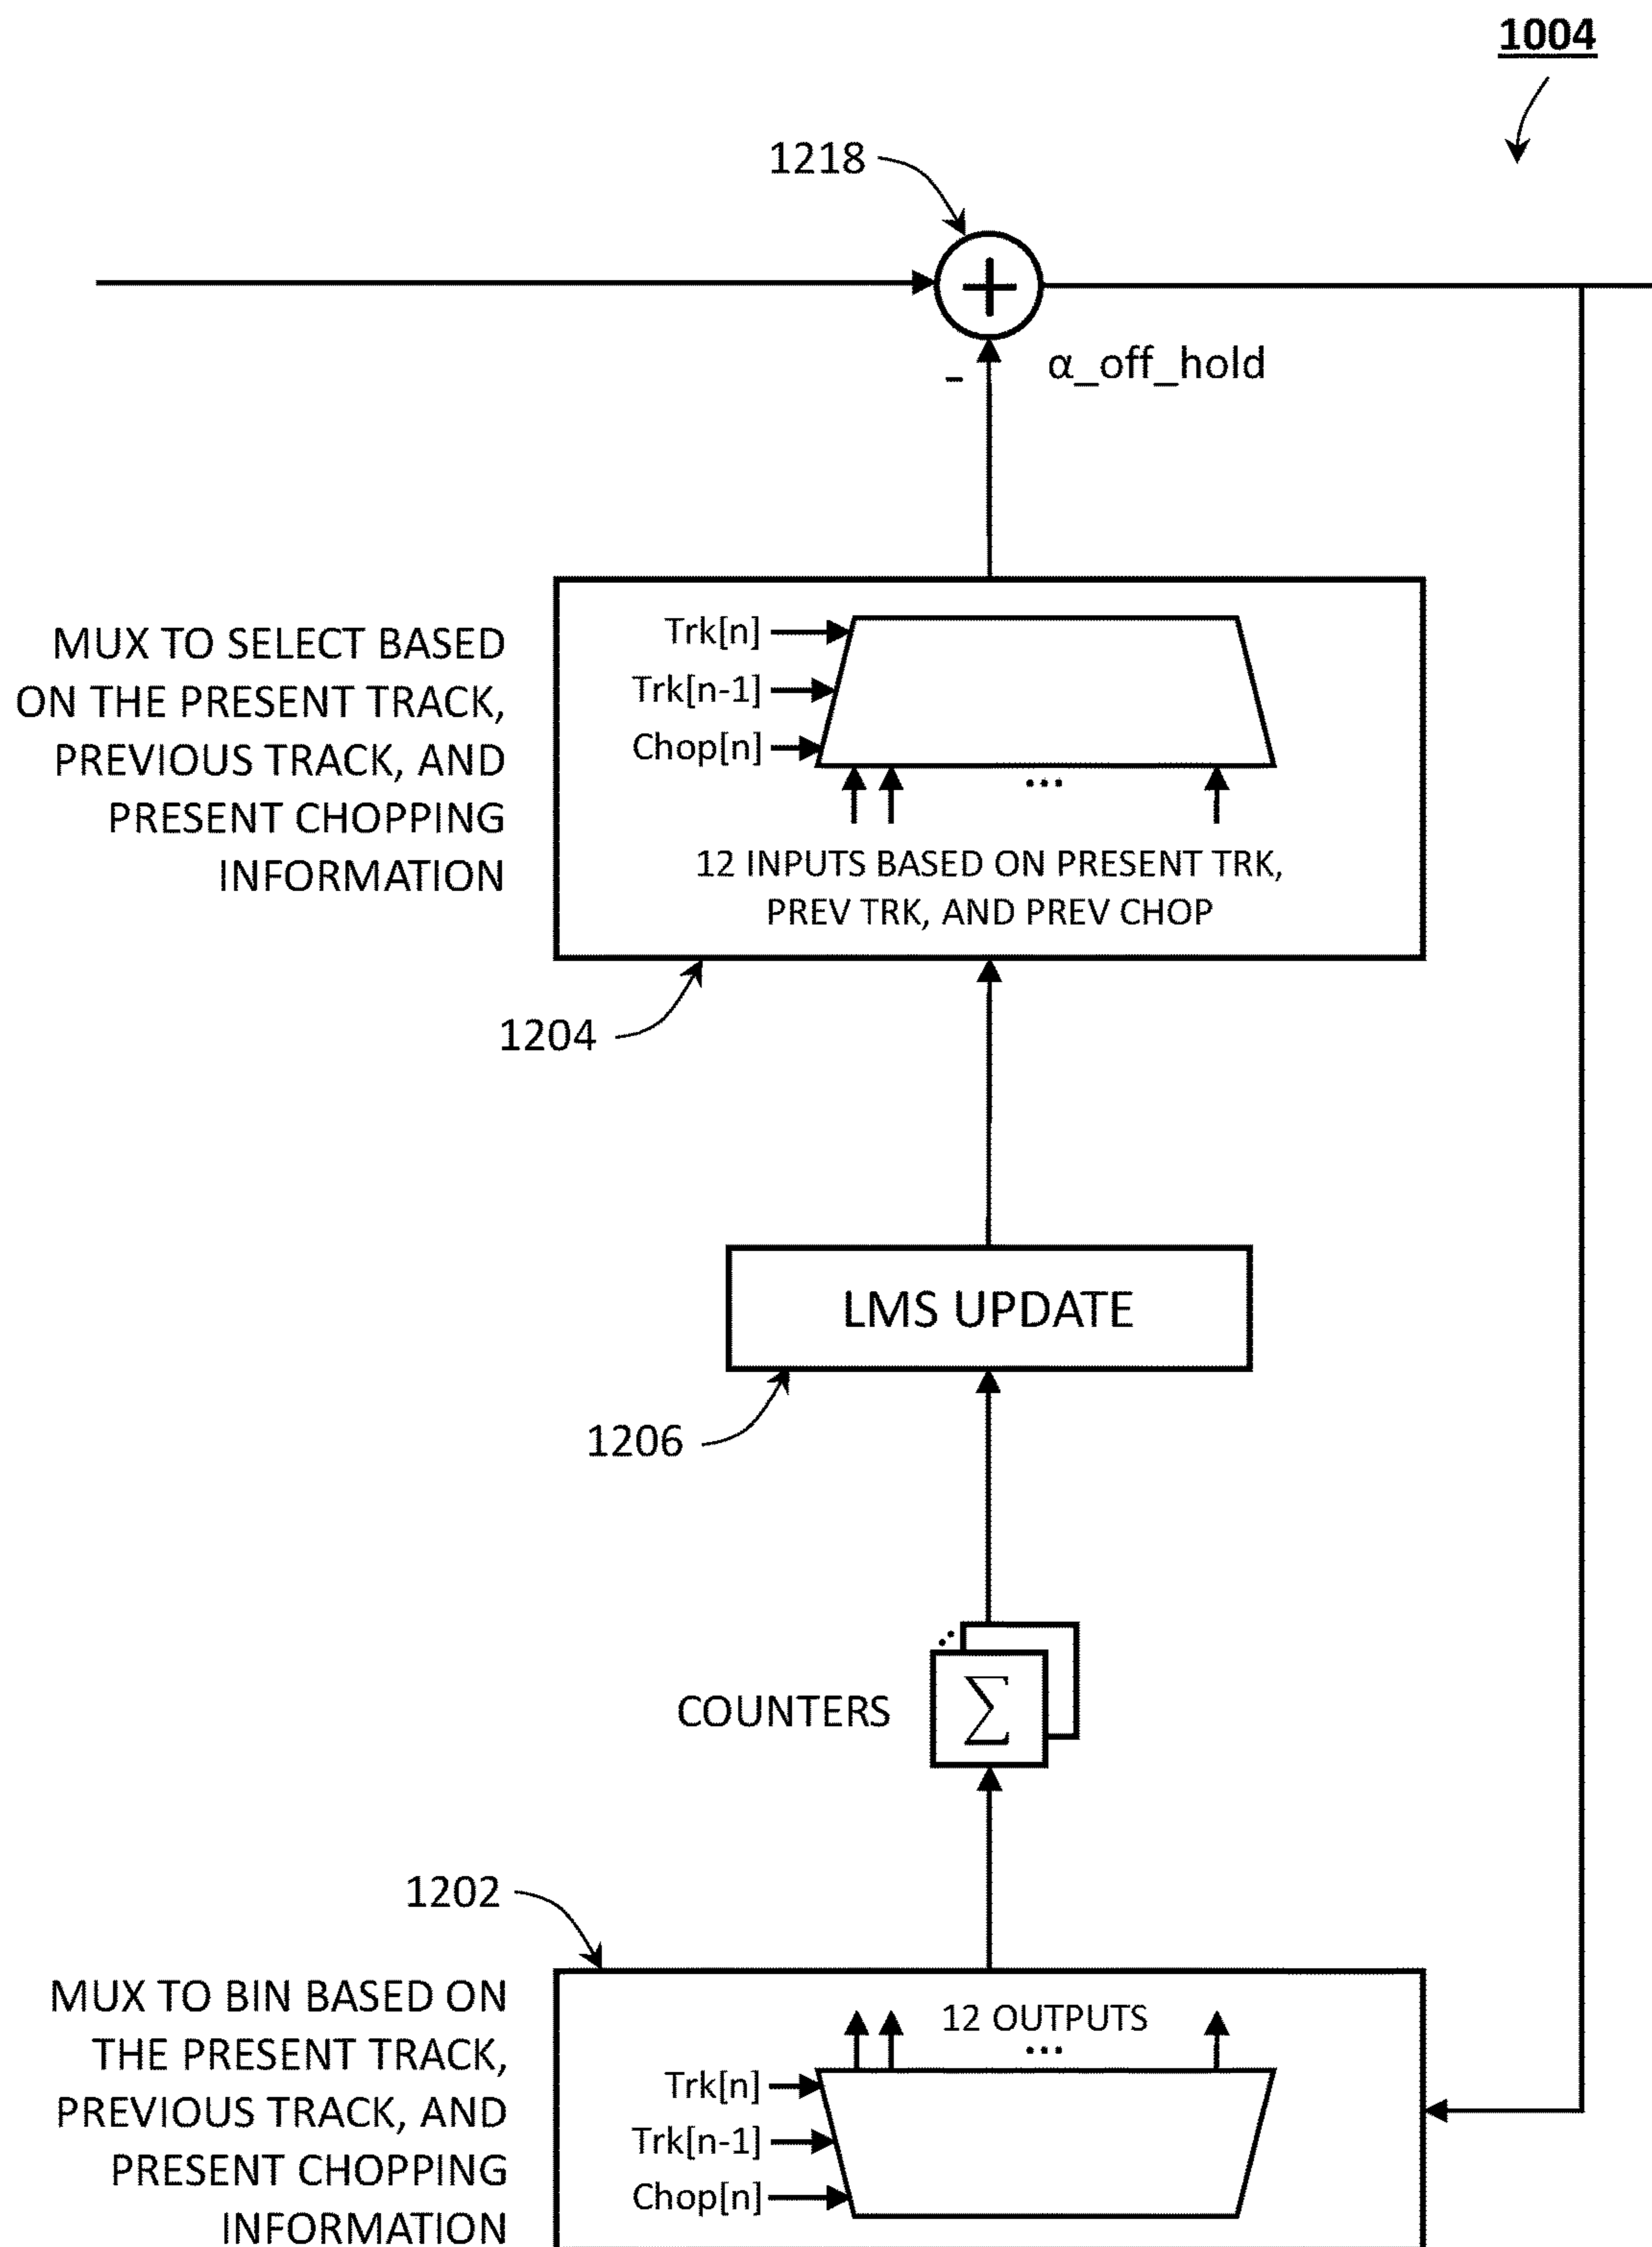 1004
1218
+
-
α_off_hold
MUX TO SELECT BASED
ON THE PRESENT TRACK,
PREVIOUS TRACK, AND
PRESENT CHOPPING
INFORMATION
Trk[n]
Trk[n-1]
Chop[n]
...
12 INPUTS BASED ON PRESENT TRK,
PREV TRK, AND PREV CHOP
1204
LMS UPDATE
1206
COUNTERS
∑
1202
MUX TO BIN BASED ON
THE PRESENT TRACK,
PREVIOUS TRACK, AND
PRESENT CHOPPING
INFORMATION
12 OUTPUTS
...
Trk[n]
Trk[n-1]
Chop[n]